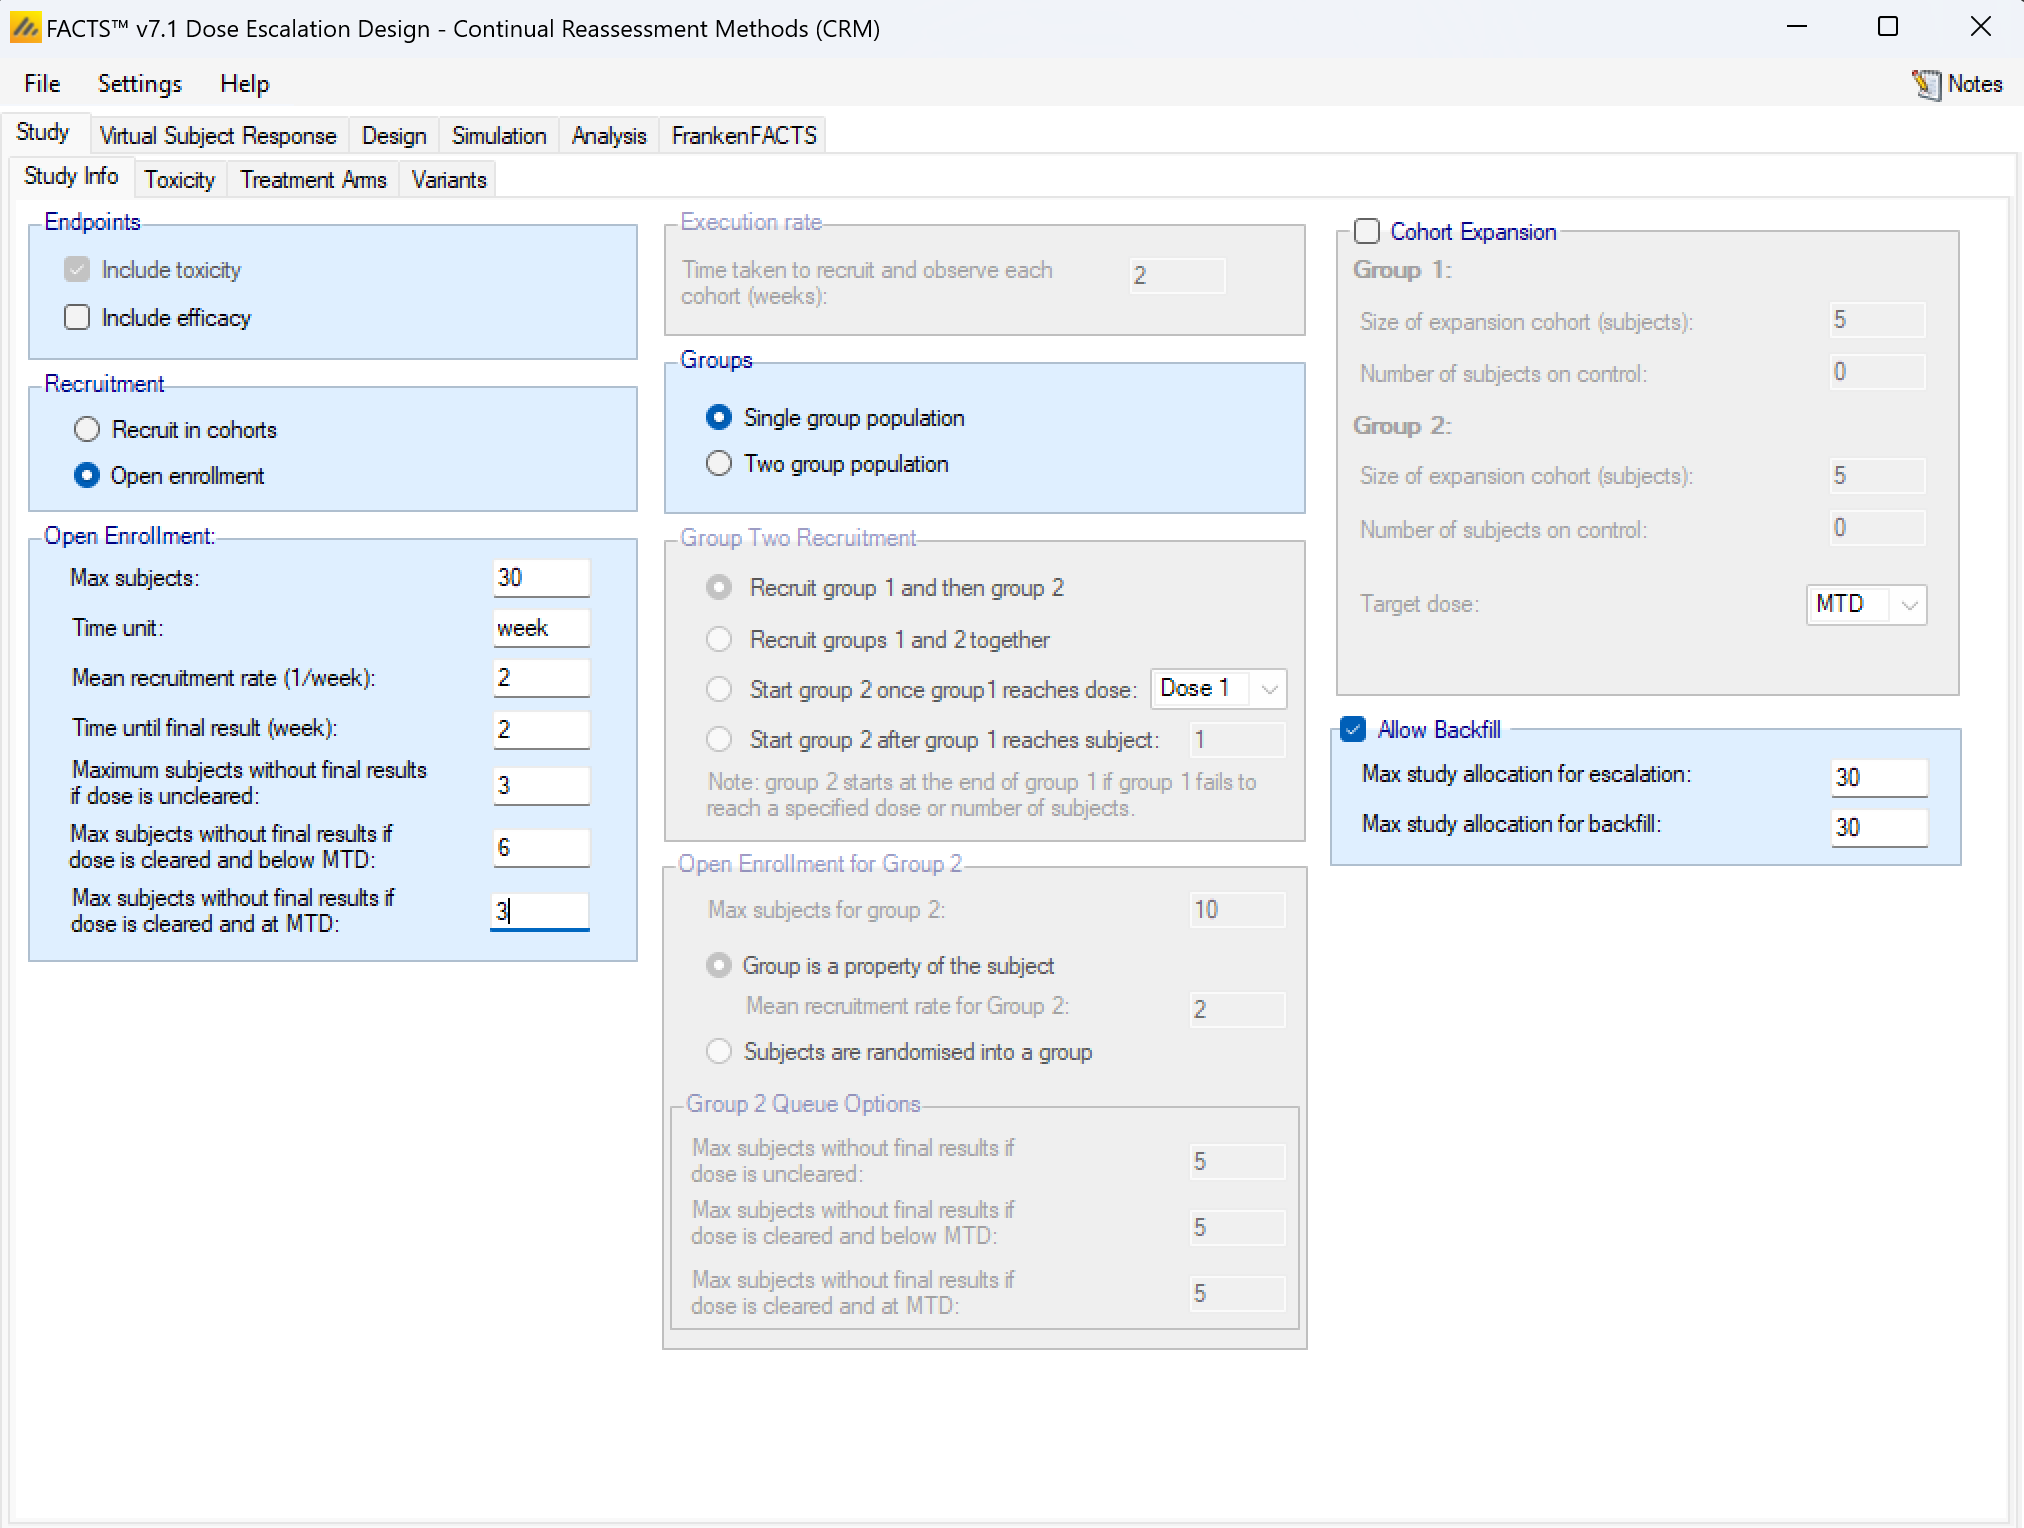 FACTS™ v7.1 Dose Escalation Design - Continual Reassessment Methods (CRM)
File Settings Help Notes
Study Virtual Subject Response Design Simulation Analysis FrankenFACTS
Study Info Toxicity Treatment Arms Variants
Endpoints
Include toxicity
Include efficacy
Recruitment
Recruit in cohorts
Open enrollment
Open Enrollment:
Max subjects: 30
Time unit: week
Mean recruitment rate (1/week): 2
Time until final result (week): 2
Maximum subjects without final results
if dose is uncleared: 3
Max subjects without final results if
dose is cleared and below MTD: 6
Max subjects without final results if
dose is cleared and at MTD: 3
Execution rate
Time taken to recruit and observe each
cohort (weeks): 2
Groups
Single group population
Two group population
Group Two Recruitment
Recruit group 1 and then group 2
Recruit groups 1 and 2 together
Start group 2 once group1 reaches dose: Dose 1
Start group 2 after group 1 reaches subject: 1
Note: group 2 starts at the end of group 1 if group 1 fails to
reach a specified dose or number of subjects.
Open Enrollment for Group 2
Max subjects for group 2: 10
Group is a property of the subject
Mean recruitment rate for Group 2: 2
Subjects are randomised into a group
Group 2 Queue Options
Max subjects without final results if
dose is uncleared: 5
Max subjects without final results if
dose is cleared and below MTD: 5
Max subjects without final results if
dose is cleared and at MTD: 5
Cohort Expansion
Group 1:
Size of expansion cohort (subjects): 5
Number of subjects on control: 0
Group 2:
Size of expansion cohort (subjects): 5
Number of subjects on control: 0
Target dose: MTD
Allow Backfill
Max study allocation for escalation: 30
Max study allocation for backfill: 30